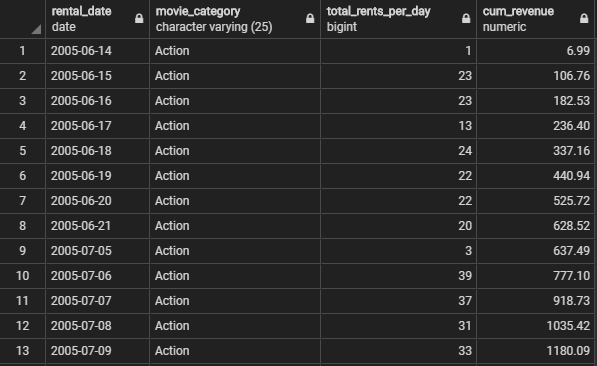 rental_date movie_category total_rents_per_day cum_revenue
date character varying (25) bigint numeric
1 2005-06-14 Action 1 6.99
2 2005-06-15 Action 23 106.76
3 2005-06-16 Action 23 182.53
4 2005-06-17 Action 13 236.40
5 2005-06-18 Action 24 337.16
6 2005-06-19 Action 22 440.94
7 2005-06-20 Action 22 525.72
8 2005-06-21 Action 20 628.52
9 2005-07-05 Action 3 637.49
10 2005-07-06 Action 39 777.10
11 2005-07-07 Action 37 918.73
12 2005-07-08 Action 31 1035.42
13 2005-07-09 Action 33 1180.09